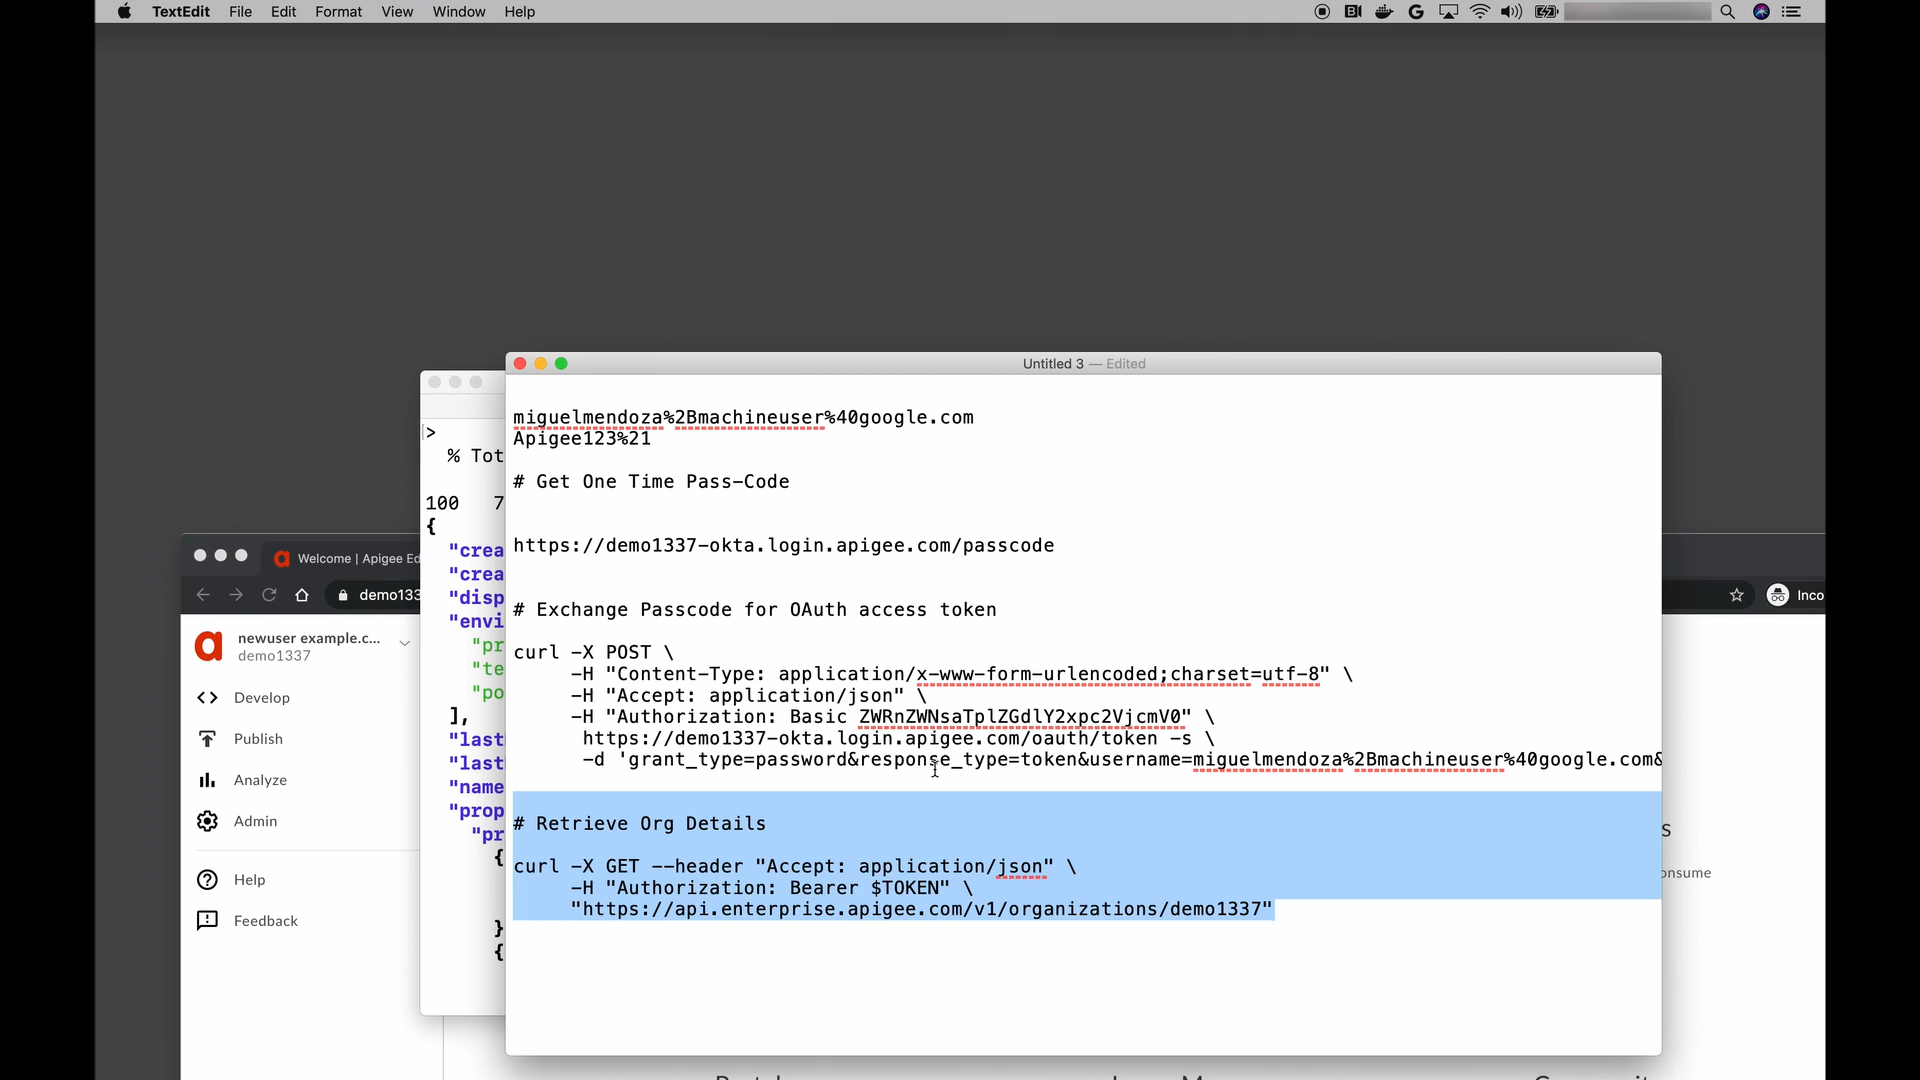 TextEdit File Edit Format View Window Help
Untitled 3 — Edited
miguelmendoza%2Bmachineuser%40google.com
Apigee123%21
# Get One Time Pass-Code
https://demo1337-okta.login.apigee.com/passcode
# Exchange Passcode for OAuth access token
curl -X POST \
-H "Content-Type: application/x-www-form-urlencoded;charset=utf-8" \
-H "Accept: application/json" \
-H "Authorization: Basic ZWRnZWNsaTplZGdlY2xpc2VjcmV0" \
https://demo1337-okta.login.apigee.com/oauth/token -s \
-d 'grant_type=password&response_type=token&username=miguelmendoza%2Bmachineuser%40google.com&
# Retrieve Org Details
curl -X GET --header "Accept: application/json" \
-H "Authorization: Bearer $TOKEN" \
"https://api.enterprise.apigee.com/v1/organizations/demo1337"
>
% Tot
100 7
{
"crea
"crea
"disp
"envi
"pr
"te
"po
],
"last
"last
"name
"prop
"pr
{
}
{
Welcome | Apigee Ed
demo133
Inco
newuser example.c...
demo1337
Develop
Publish
Analyze
Admin
Help
Feedback
s
onsume